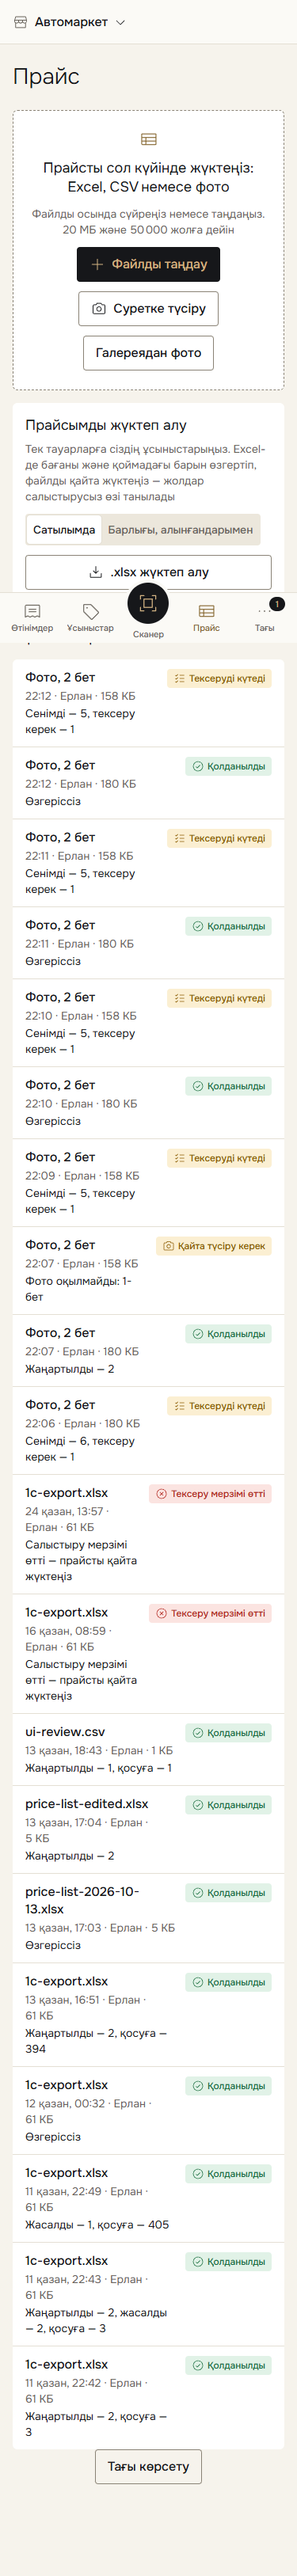 Автомаркет
Прайс
Прайсты сол күйінде жүктеңіз:
Excel, CSV немесе фото
Файлды осында сүйреңіз немесе таңдаңыз.
20 МБ және 50 000 жолға дейін
Файлды таңдау
Суретке түсіру
Галереядан фото
Прайсымды жүктеп алу
Тек тауарларға сіздің ұсыныстарыңыз. Excel-
де бағаны және қоймадағы барын өзгертіп,
файлды қайта жүктеңіз — жолдар
салыстырусыз өзі танылады
Сатылымда Барлығы, алынғандарымен
.xlsx жүктеп алу
Өтінімдер Ұсыныстар Сканер Прайс Тағы 1
Фото, 2 бет Тексеруді күтеді
22:12 · Ерлан · 158 КБ
Сенімді — 5, тексеру
керек — 1
Фото, 2 бет Қолданылды
22:12 · Ерлан · 180 КБ
Өзгеріссіз
Фото, 2 бет Тексеруді күтеді
22:11 · Ерлан · 158 КБ
Сенімді — 5, тексеру
керек — 1
Фото, 2 бет Қолданылды
22:11 · Ерлан · 180 КБ
Өзгеріссіз
Фото, 2 бет Тексеруді күтеді
22:10 · Ерлан · 158 КБ
Сенімді — 5, тексеру
керек — 1
Фото, 2 бет Қолданылды
22:10 · Ерлан · 180 КБ
Өзгеріссіз
Фото, 2 бет Тексеруді күтеді
22:09 · Ерлан · 158 КБ
Сенімді — 5, тексеру
керек — 1
Фото, 2 бет Қайта түсіру керек
22:07 · Ерлан · 158 КБ
Фото оқылмайды: 1-
бет
Фото, 2 бет Қолданылды
22:07 · Ерлан · 180 КБ
Жаңартылды — 2
Фото, 2 бет Тексеруді күтеді
22:06 · Ерлан · 180 КБ
Сенімді — 6, тексеру
керек — 1
1c-export.xlsx Тексеру мерзімі өтті
24 қазан, 13:57 ·
Ерлан · 61 КБ
Салыстыру мерзімі
өтті — прайсты қайта
жүктеңіз
1c-export.xlsx Тексеру мерзімі өтті
16 қазан, 08:59 ·
Ерлан · 61 КБ
Салыстыру мерзімі
өтті — прайсты қайта
жүктеңіз
ui-review.csv Қолданылды
13 қазан, 18:43 · Ерлан · 1 КБ
Жаңартылды — 1, қосуға — 1
price-list-edited.xlsx Қолданылды
13 қазан, 17:04 · Ерлан ·
5 КБ
Жаңартылды — 2
price-list-2026-10-
13.xlsx Қолданылды
13 қазан, 17:03 · Ерлан · 5 КБ
Өзгеріссіз
1c-export.xlsx Қолданылды
13 қазан, 16:51 · Ерлан ·
61 КБ
Жаңартылды — 2, қосуға —
394
1c-export.xlsx Қолданылды
12 қазан, 00:32 · Ерлан ·
61 КБ
Өзгеріссіз
1c-export.xlsx Қолданылды
11 қазан, 22:49 · Ерлан ·
61 КБ
Жасалды — 1, қосуға — 405
1c-export.xlsx Қолданылды
11 қазан, 22:43 · Ерлан ·
61 КБ
Жаңартылды — 2, жасалды
— 2, қосуға — 3
1c-export.xlsx Қолданылды
11 қазан, 22:42 · Ерлан ·
61 КБ
Жаңартылды — 2, қосуға —
3
Тағы көрсету